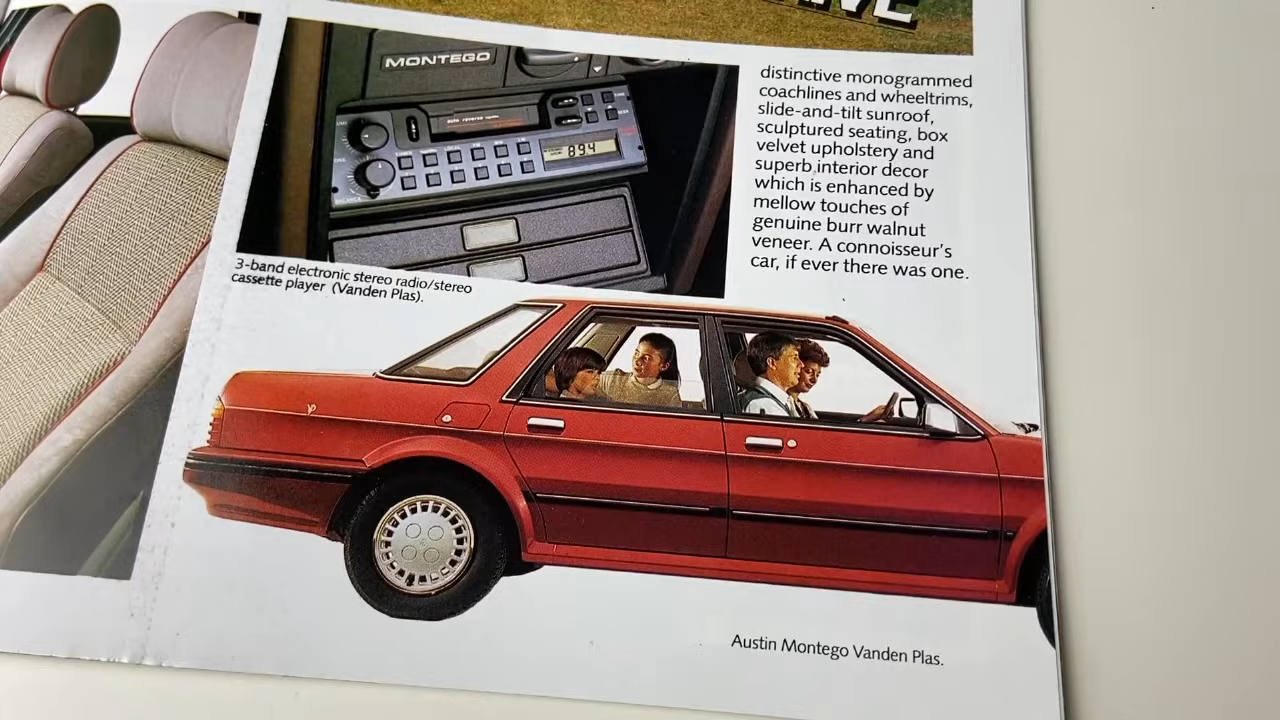 MONTEGO
auto reverse
894
distinctive monogrammed
coachlines and wheeltrims,
slide-and-tilt sunroof,
sculptured seating, box
velvet upholstery and
superb interior decor
which is enhanced by
mellow touches of
genuine burr walnut
veneer. A connoisseur's
car, if ever there was one.
3-band electronic stereo radio/stereo
cassette player (Vanden Plas).
Austin Montego Vanden Plas.